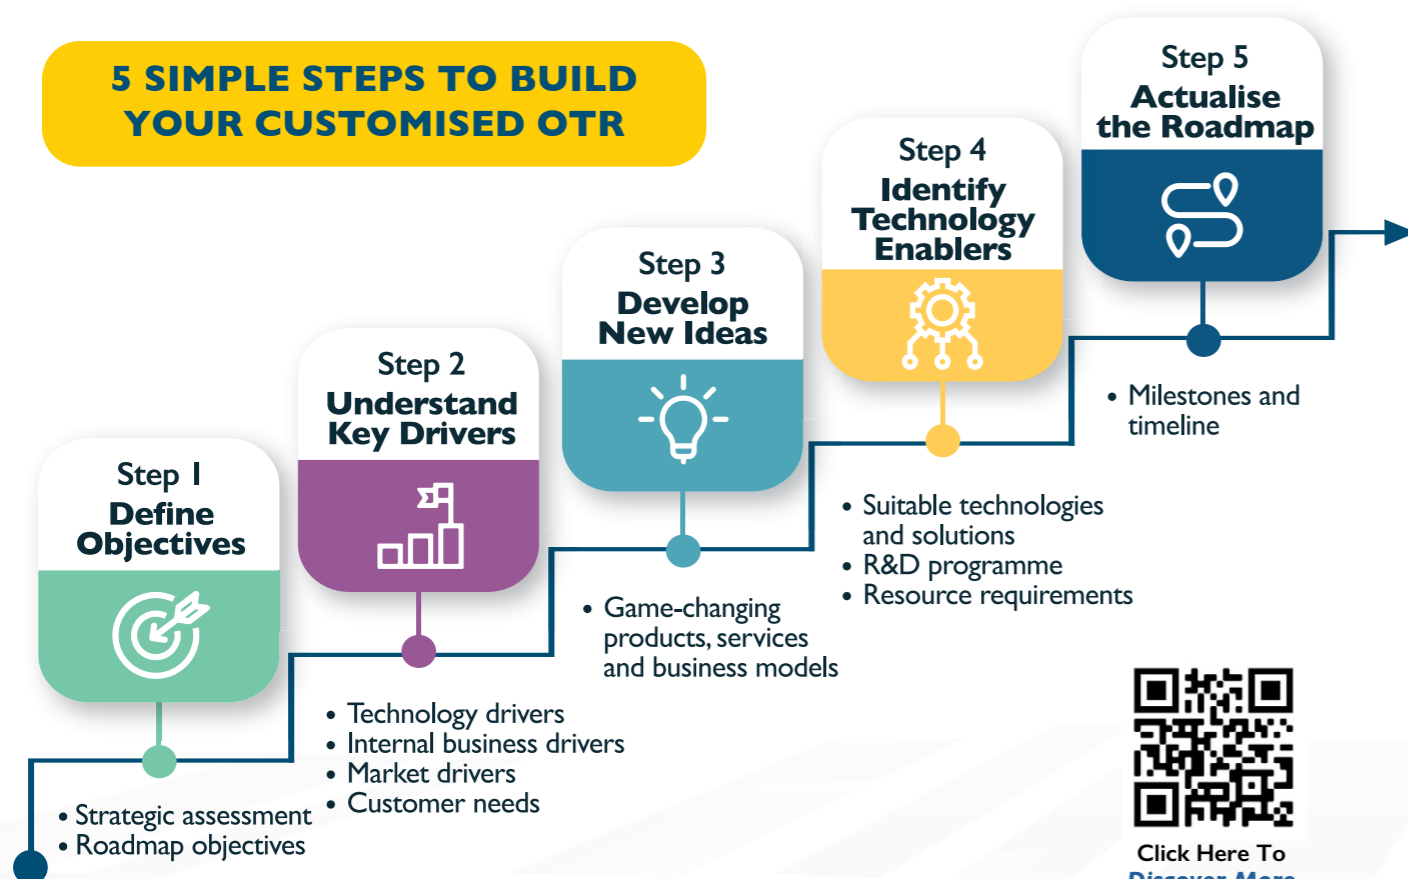 5 SIMPLE STEPS TO BUILD
YOUR CUSTOMISED OTR
Step 1
Define
Objectives
• Strategic assessment
• Roadmap objectives
Step 2
Understand
Key Drivers
• Technology drivers
• Internal business drivers
• Market drivers
• Customer needs
Step 3
Develop
New Ideas
• Game-changing
products, services
and business models
Step 4
Identify
Technology
Enablers
• Suitable technologies
and solutions
• R&D programme
• Resource requirements
Step 5
Actualise
the Roadmap
• Milestones and
timeline
Click Here To
Discover More